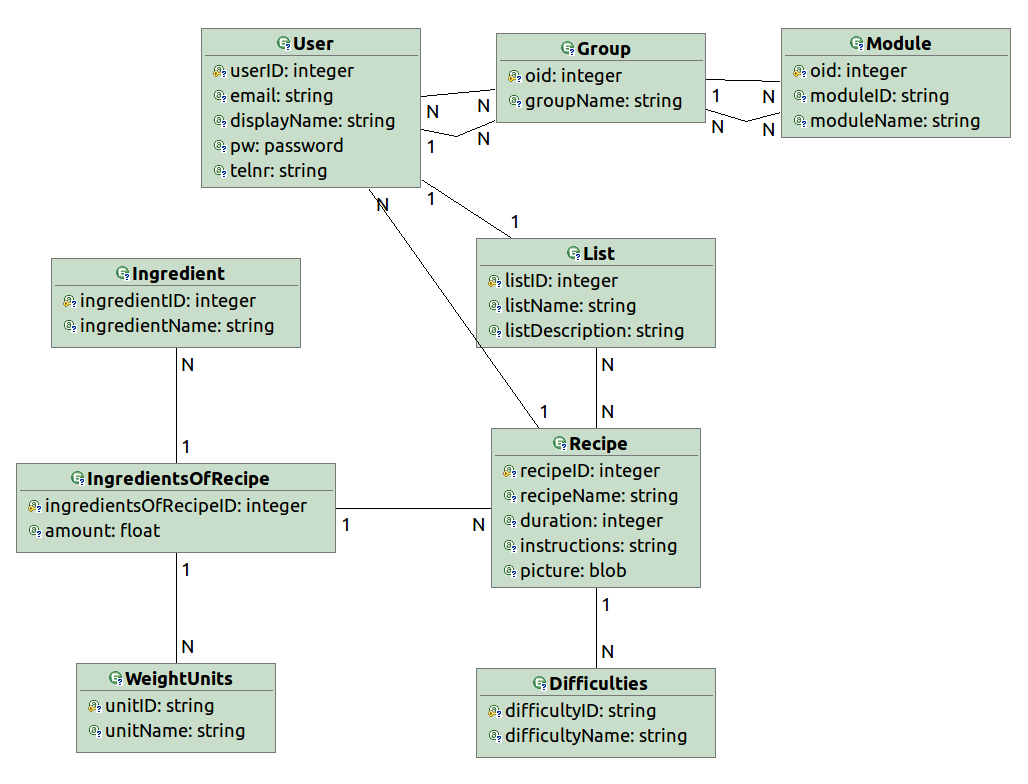 User
userID: integer
email: string
displayName: string
pw: password
telnr: string
Group
oid: integer
groupName: string
Module
oid: integer
moduleID: string
moduleName: string
N
N
1
N
1
N
N
N
N
1
1
List
listID: integer
listName: string
listDescription: string
Ingredient
ingredientID: integer
ingredientName: string
N
1
N
N
1
Recipe
recipeID: integer
recipeName: string
duration: integer
instructions: string
picture: blob
IngredientsOfRecipe
ingredientsOfRecipeID: integer
amount: float
1
N
1
N
1
N
WeightUnits
unitID: string
unitName: string
Difficulties
difficultyID: string
difficultyName: string